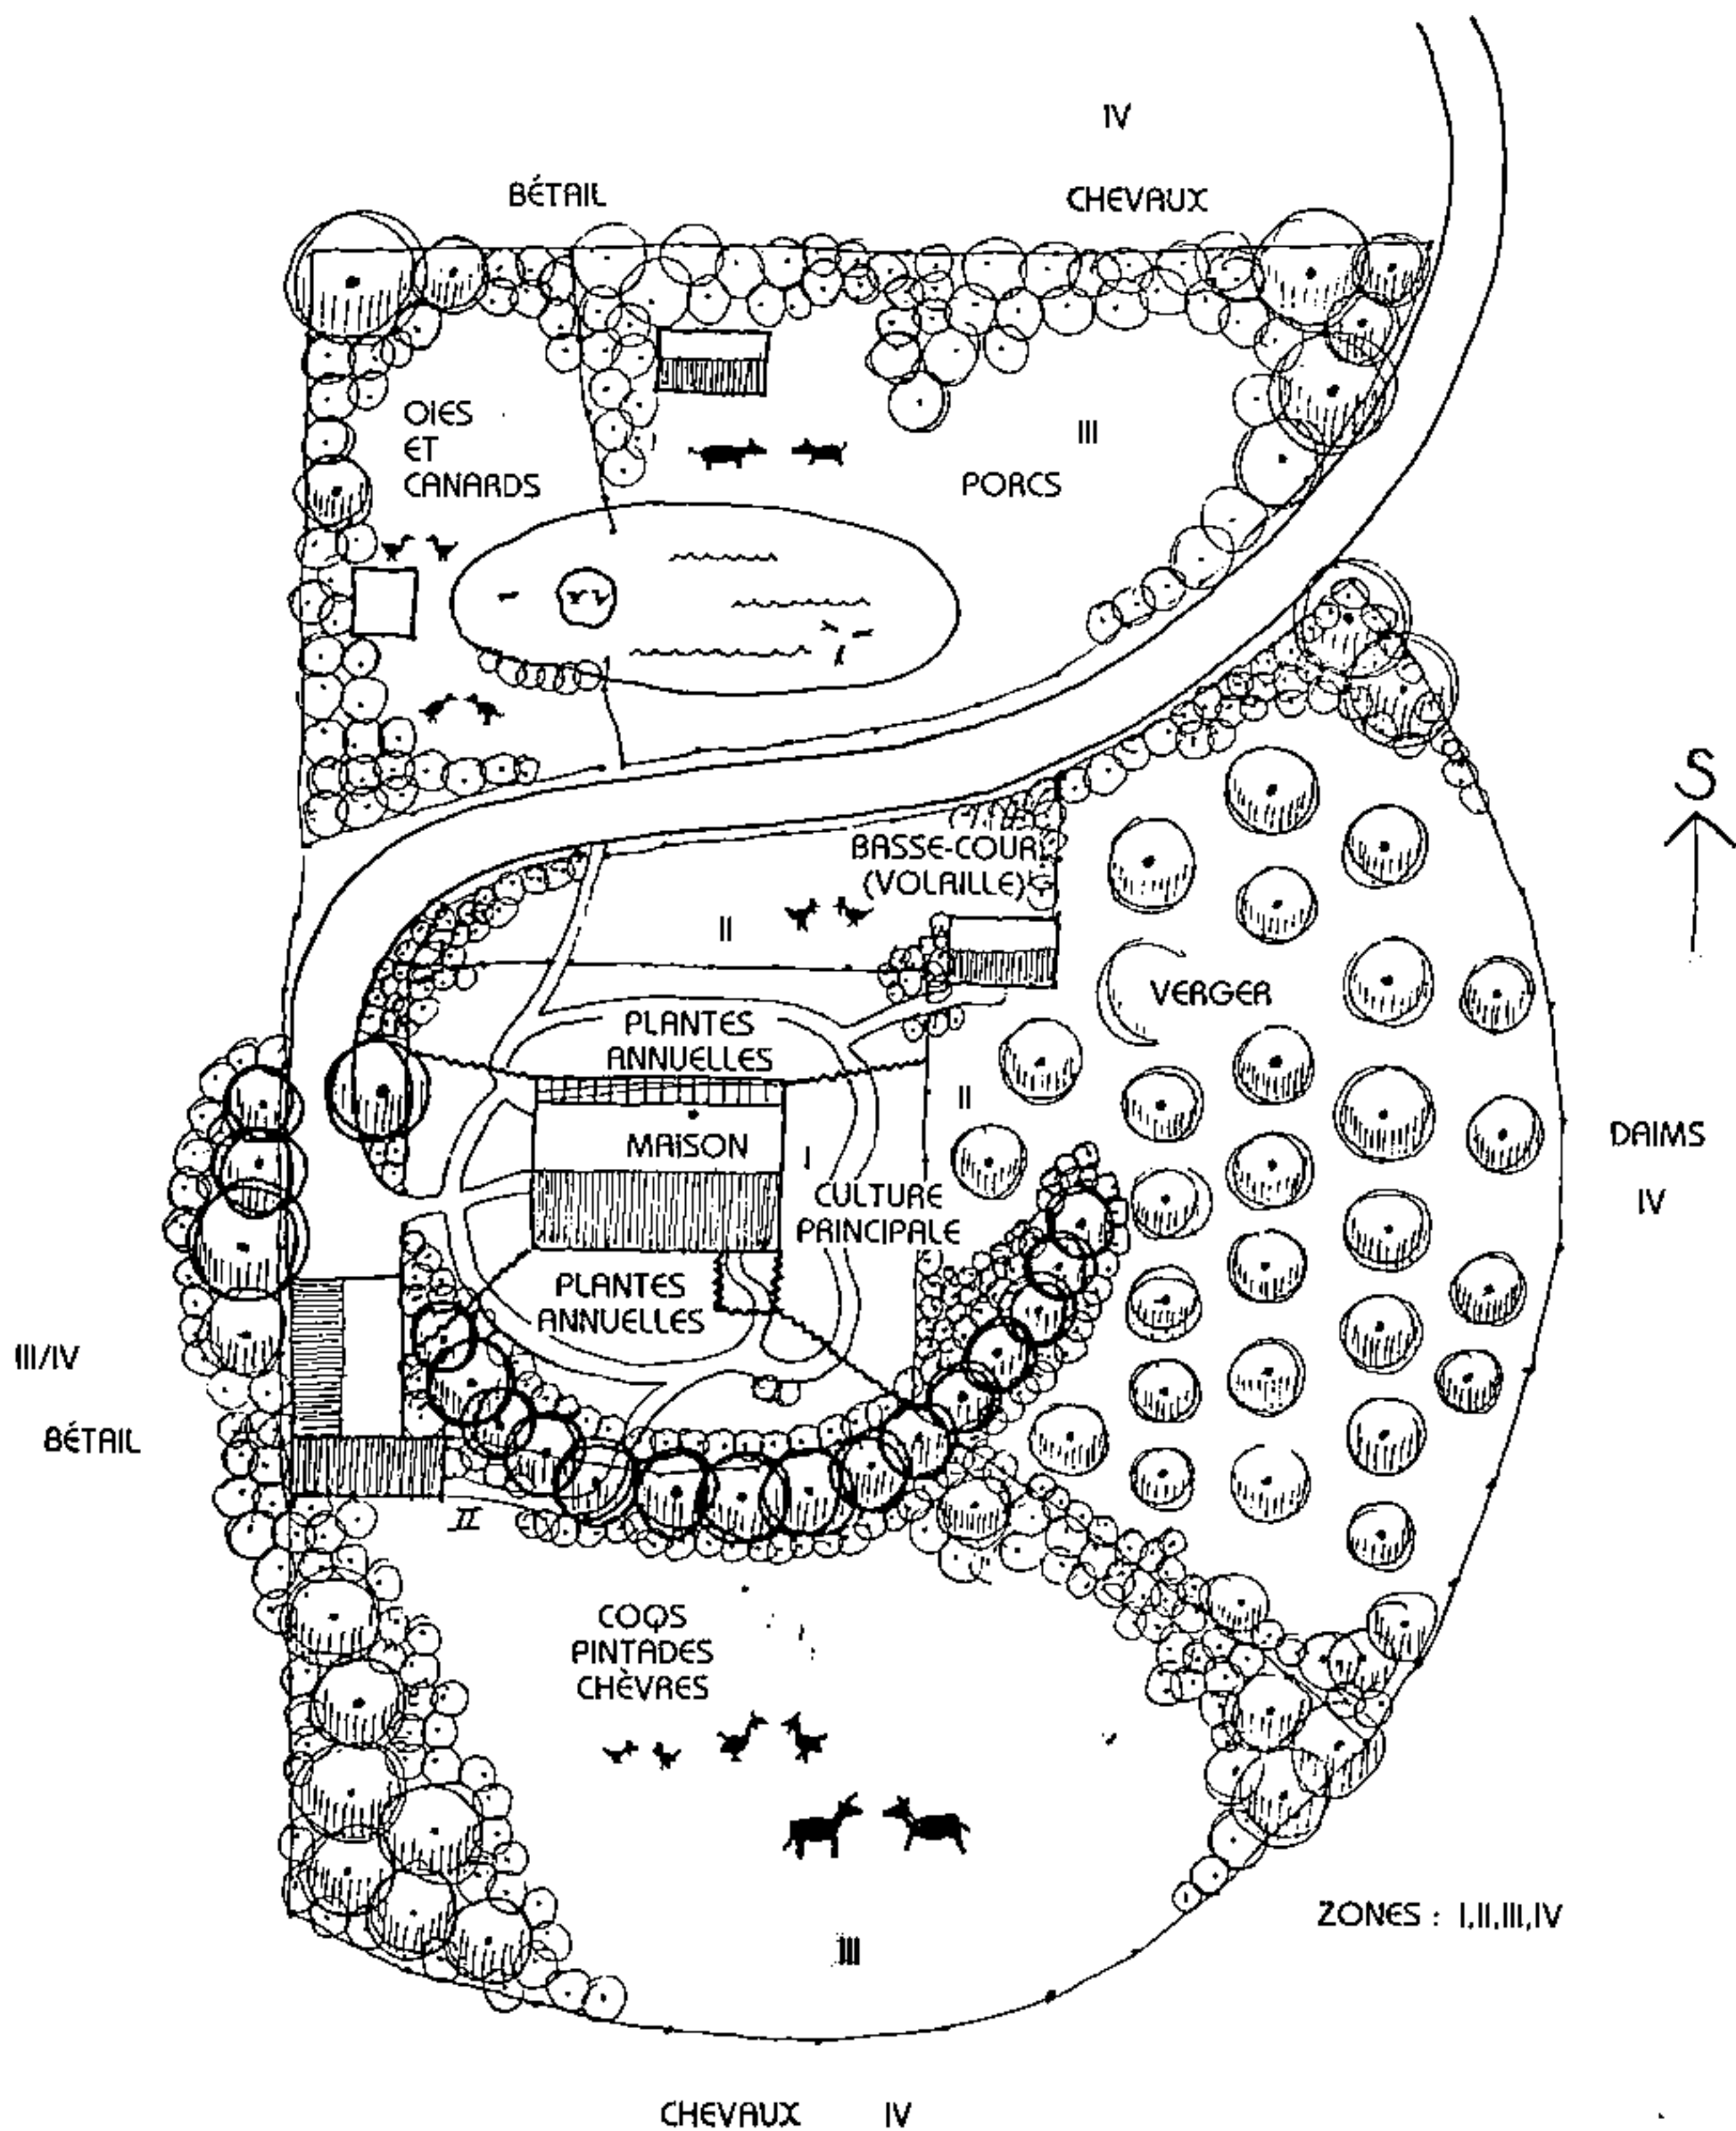 IV
BÉTAIL
CHEVAUX
OIES
ET
CANARDS
III
PORCS
S
BASSE-COUR
(VOLAILLE)
II
VERGER
PLANTES
ANNUELLES
II
MAISON
I
DAIMS
IV
CULTURE
PRINCIPALE
PLANTES
ANNUELLES
III/IV
BÉTAIL
II
COQS
PINTADES
CHÈVRES
ZONES : I,II,III,IV
III
CHEVAUX IV